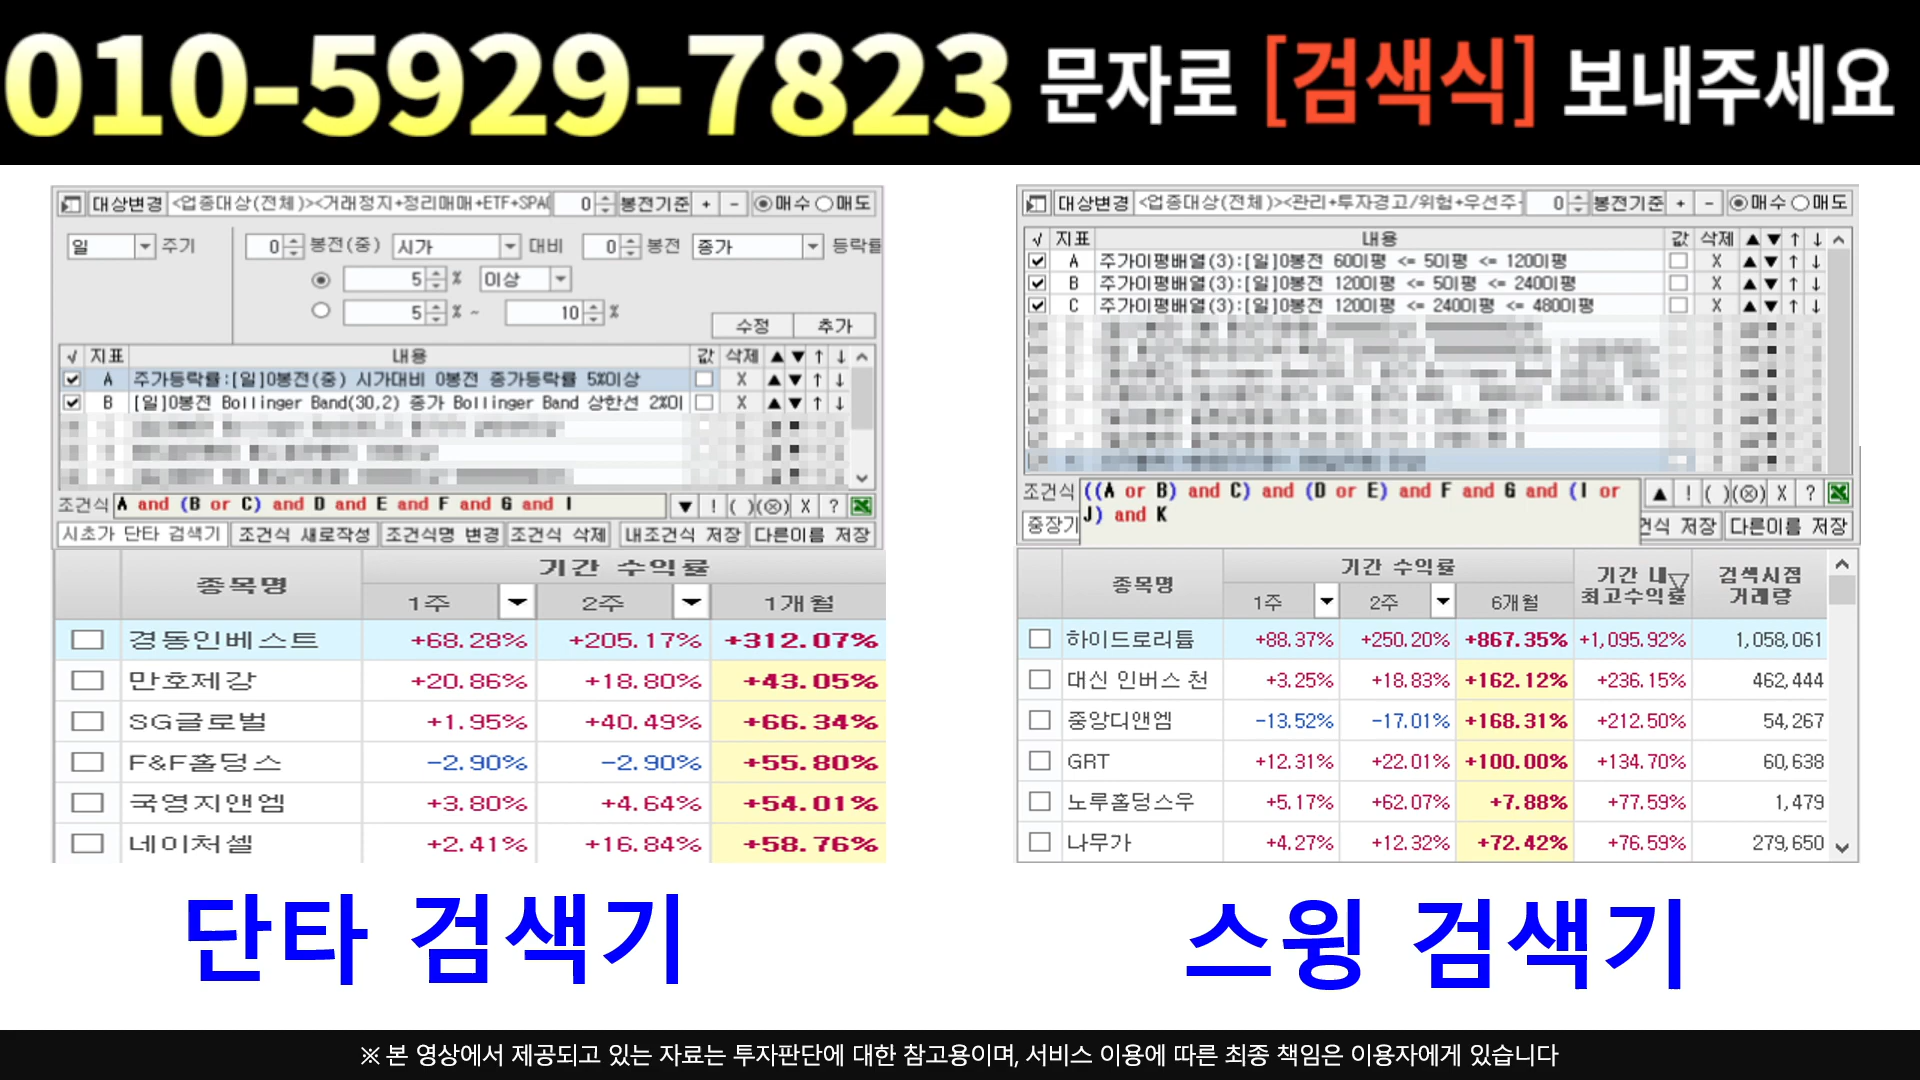 010-5929-7823 문자로 [검색식] 보내주세요
대상변경 <업종대상(전체)><거래정지+정리매매+ETF+SPA 0 봉전기준 + - 매수 매도
일 주기 0 봉전(중) 시가 대비 0 봉전 종가 등락률
5 % 이상
5 % ~ 10 %
수정 추가
√ 지표 내용 값 삭제 ▲ ▼ ↑ ↓
A 주가등락률:[일]0봉전(중) 시가대비 0봉전 종가등락률 5%이상 X ▲ ▼ ↑ ↓
B [일]0봉전 Bollinger Band(30,2) 종가 Bollinger Band 상한선 2%이 X ▲ ▼ ↑ ↓
조건식 A and (B or C) and D and E and F and G and I ▼ ! ( )(⊗) X ?
시초가 단타 검색기 조건식 새로작성 조건식명 변경 조건식 삭제 내조건식 저장 다른이름 저장
종목명 기간 수익률
1주 2주 1개월
경동인베스트 +68.28% +205.17% +312.07%
만호제강 +20.86% +18.80% +43.05%
SG글로벌 +1.95% +40.49% +66.34%
F&F홀딩스 -2.90% -2.90% +55.80%
국영지앤엠 +3.80% +4.64% +54.01%
네이처셀 +2.41% +16.84% +58.76%
단타 검색기
대상변경 <업종대상(전체)><관리+투자경고/위험+우선주+ 0 봉전기준 + - 매수 매도
√ 지표 내용 값 삭제 ▲ ▼ ↑ ↓
A 주가이평배열(3):[일]0봉전 60이평 <= 5이평 <= 120이평 X ▲ ▼ ↑ ↓
B 주가이평배열(3):[일]0봉전 120이평 <= 5이평 <= 240이평 X ▲ ▼ ↑ ↓
C 주가이평배열(3):[일]0봉전 120이평 <= 240이평 <= 480이평 X ▲ ▼ ↑ ↓
조건식 ((A or B) and C) and (D or E) and F and G and (I or ▲ ! ( )(⊗) X ?
J) and K
중장기 건식 저장 다른이름 저장
종목명 기간 수익률 기간 내 최고수익률 검색시점 거래량
1주 2주 6개월
하이드로리튬 +88.37% +250.20% +867.35% +1,095.92% 1,058,061
대신 인버스 천 +3.25% +18.83% +162.12% +236.15% 462,444
중앙디앤엠 -13.52% -17.01% +168.31% +212.50% 54,267
GRT +12.31% +22.01% +100.00% +134.70% 60,638
노루홀딩스우 +5.17% +62.07% +7.88% +77.59% 1,479
나무가 +4.27% +12.32% +72.42% +76.59% 279,650
스윙 검색기
※ 본 영상에서 제공되고 있는 자료는 투자판단에 대한 참고용이며, 서비스 이용에 따른 최종 책임은 이용자에게 있습니다